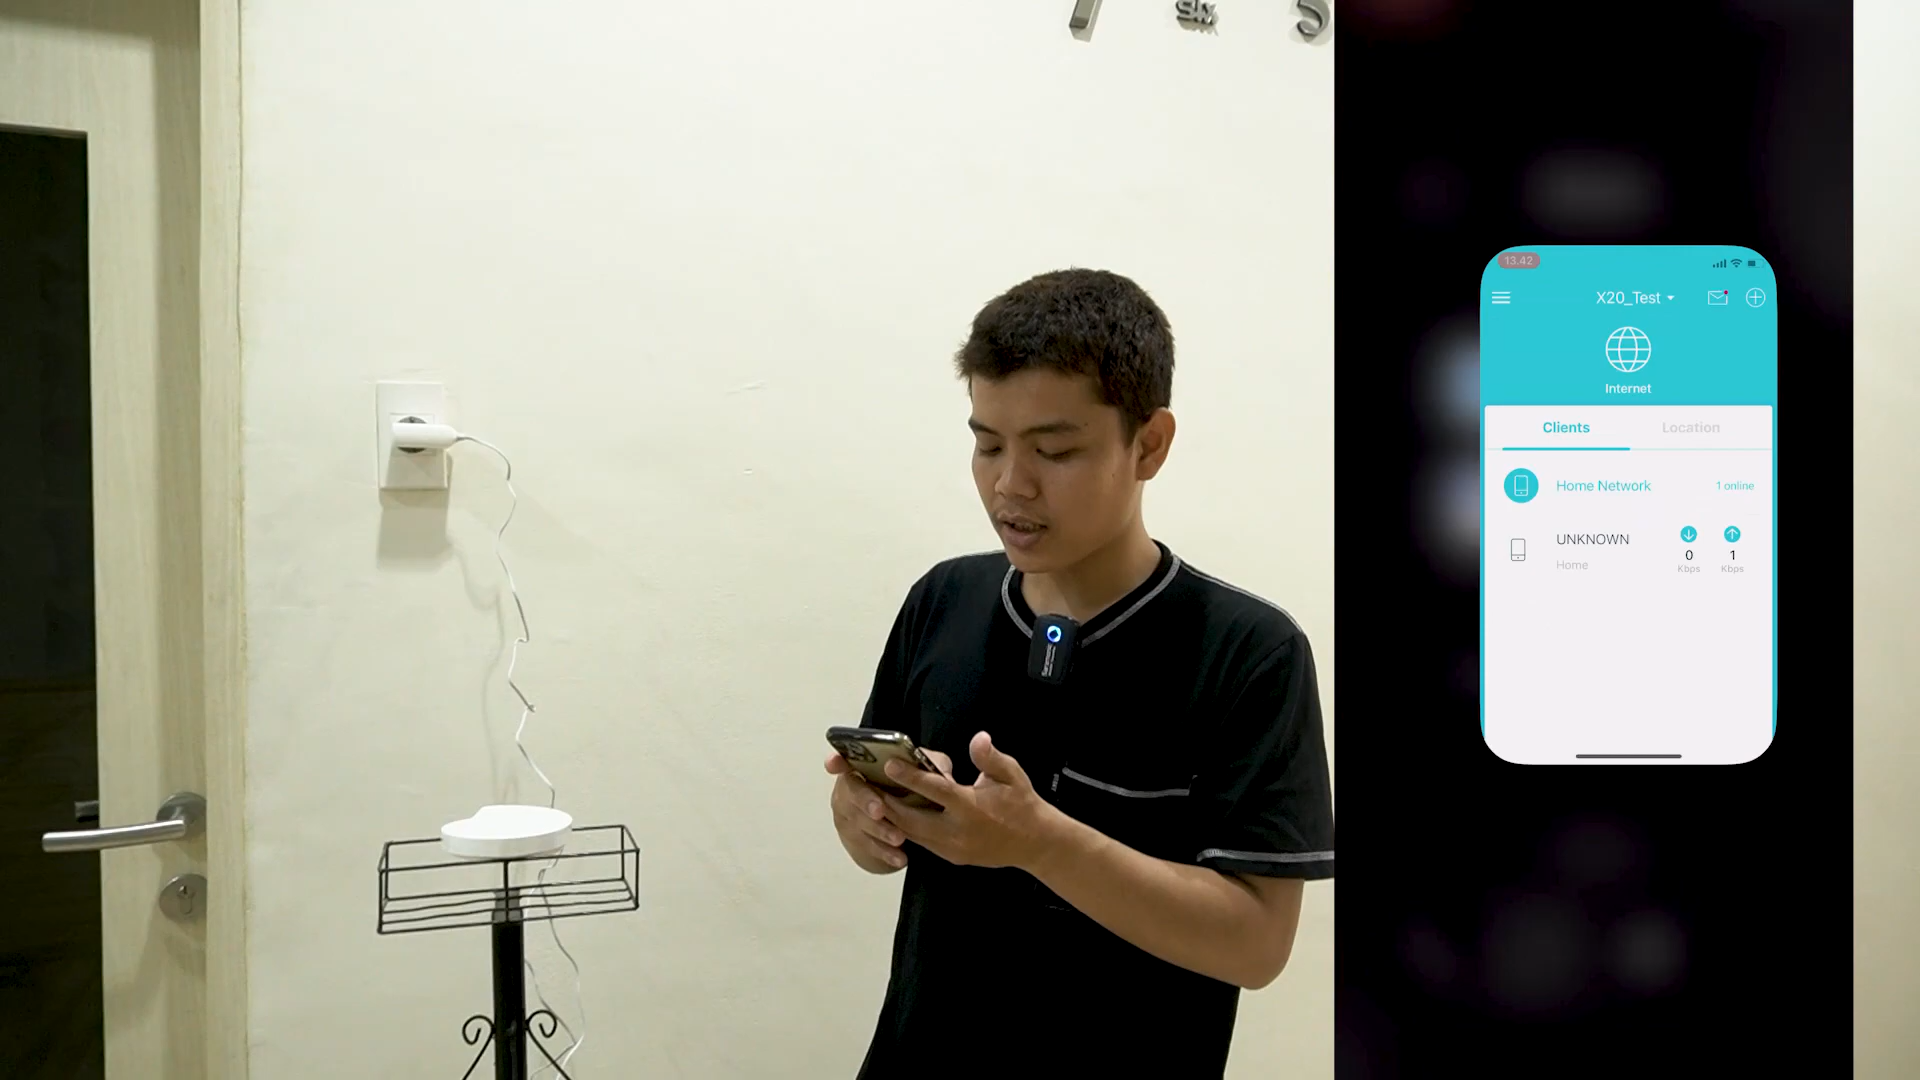 13.42
X20_Test
Internet
Clients
Location
Home Network
1 online
UNKNOWN
Home
0
Kbps
1
Kbps